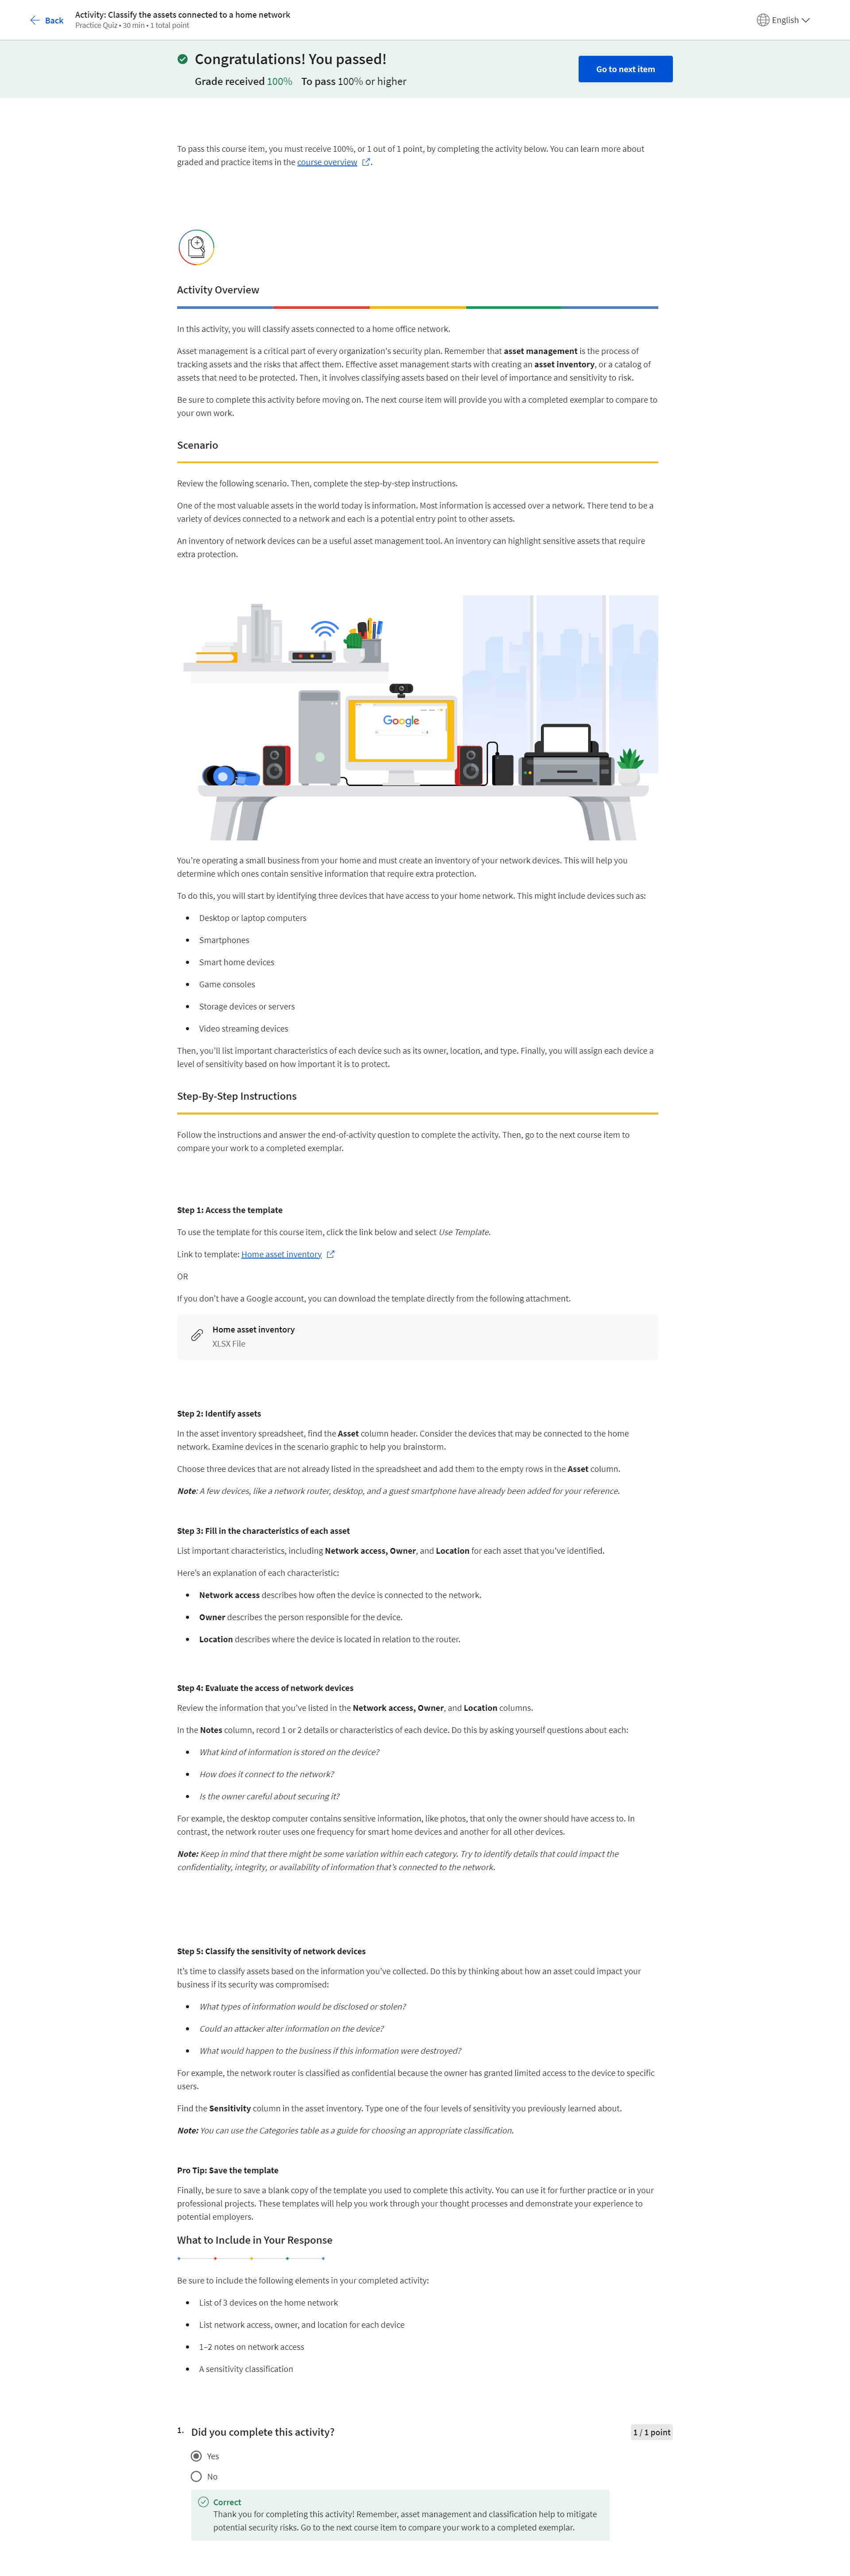 Back
Activity: Classify the assets connected to a home network
Practice Quiz • 30 min • 1 total point
English
Congratulations! You passed!
Grade received 100% To pass 100% or higher
Go to next item
To pass this course item, you must receive 100%, or 1 out of 1 point, by completing the activity below. You can learn more about
graded and practice items in the course overview .
Activity Overview
In this activity, you will classify assets connected to a home office network.
Asset management is a critical part of every organization's security plan. Remember that asset management is the process of
tracking assets and the risks that affect them. Effective asset management starts with creating an asset inventory, or a catalog of
assets that need to be protected. Then, it involves classifying assets based on their level of importance and sensitivity to risk.
Be sure to complete this activity before moving on. The next course item will provide you with a completed exemplar to compare to
your own work.
Scenario
Review the following scenario. Then, complete the step-by-step instructions.
One of the most valuable assets in the world today is information. Most information is accessed over a network. There tend to be a
variety of devices connected to a network and each is a potential entry point to other assets.
An inventory of network devices can be a useful asset management tool. An inventory can highlight sensitive assets that require
extra protection.
Google
You're operating a small business from your home and must create an inventory of your network devices. This will help you
determine which ones contain sensitive information that require extra protection.
To do this, you will start by identifying three devices that have access to your home network. This might include devices such as:
• Desktop or laptop computers
• Smartphones
• Smart home devices
• Game consoles
• Storage devices or servers
• Video streaming devices
Then, you'll list important characteristics of each device such as its owner, location, and type. Finally, you will assign each device a
level of sensitivity based on how important it is to protect.
Step-By-Step Instructions
Follow the instructions and answer the end-of-activity question to complete the activity. Then, go to the next course item to
compare your work to a completed exemplar.
Step 1: Access the template
To use the template for this course item, click the link below and select Use Template.
Link to template: Home asset inventory
OR
If you don't have a Google account, you can download the template directly from the following attachment.
Home asset inventory
XLSX File
Step 2: Identify assets
In the asset inventory spreadsheet, find the Asset column header. Consider the devices that may be connected to the home
network. Examine devices in the scenario graphic to help you brainstorm.
Choose three devices that are not already listed in the spreadsheet and add them to the empty rows in the Asset column.
Note: A few devices, like a network router, desktop, and a guest smartphone have already been added for your reference.
Step 3: Fill in the characteristics of each asset
List important characteristics, including Network access, Owner, and Location for each asset that you've identified.
Here's an explanation of each characteristic:
• Network access describes how often the device is connected to the network.
• Owner describes the person responsible for the device.
• Location describes where the device is located in relation to the router.
Step 4: Evaluate the access of network devices
Review the information that you've listed in the Network access, Owner, and Location columns.
In the Notes column, record 1 or 2 details or characteristics of each device. Do this by asking yourself questions about each:
• What kind of information is stored on the device?
• How does it connect to the network?
• Is the owner careful about securing it?
For example, the desktop computer contains sensitive information, like photos, that only the owner should have access to. In
contrast, the network router uses one frequency for smart home devices and another for all other devices.
Note: Keep in mind that there might be some variation within each category. Try to identify details that could impact the
confidentiality, integrity, or availability of information that's connected to the network.
Step 5: Classify the sensitivity of network devices
It's time to classify assets based on the information you've collected. Do this by thinking about how an asset could impact your
business if its security was compromised:
• What types of information would be disclosed or stolen?
• Could an attacker alter information on the device?
• What would happen to the business if this information were destroyed?
For example, the network router is classified as confidential because the owner has granted limited access to the device to specific
users.
Find the Sensitivity column in the asset inventory. Type one of the four levels of sensitivity you previously learned about.
Note: You can use the Categories table as a guide for choosing an appropriate classification.
Pro Tip: Save the template
Finally, be sure to save a blank copy of the template you used to complete this activity. You can use it for further practice or in your
professional projects. These templates will help you work through your thought processes and demonstrate your experience to
potential employers.
What to Include in Your Response
Be sure to include the following elements in your completed activity:
• List of 3 devices on the home network
• List network access, owner, and location for each device
• 1–2 notes on network access
• A sensitivity classification
1. Did you complete this activity?
1 / 1 point
Yes
No
Correct
Thank you for completing this activity! Remember, asset management and classification help to mitigate
potential security risks. Go to the next course item to compare your work to a completed exemplar.